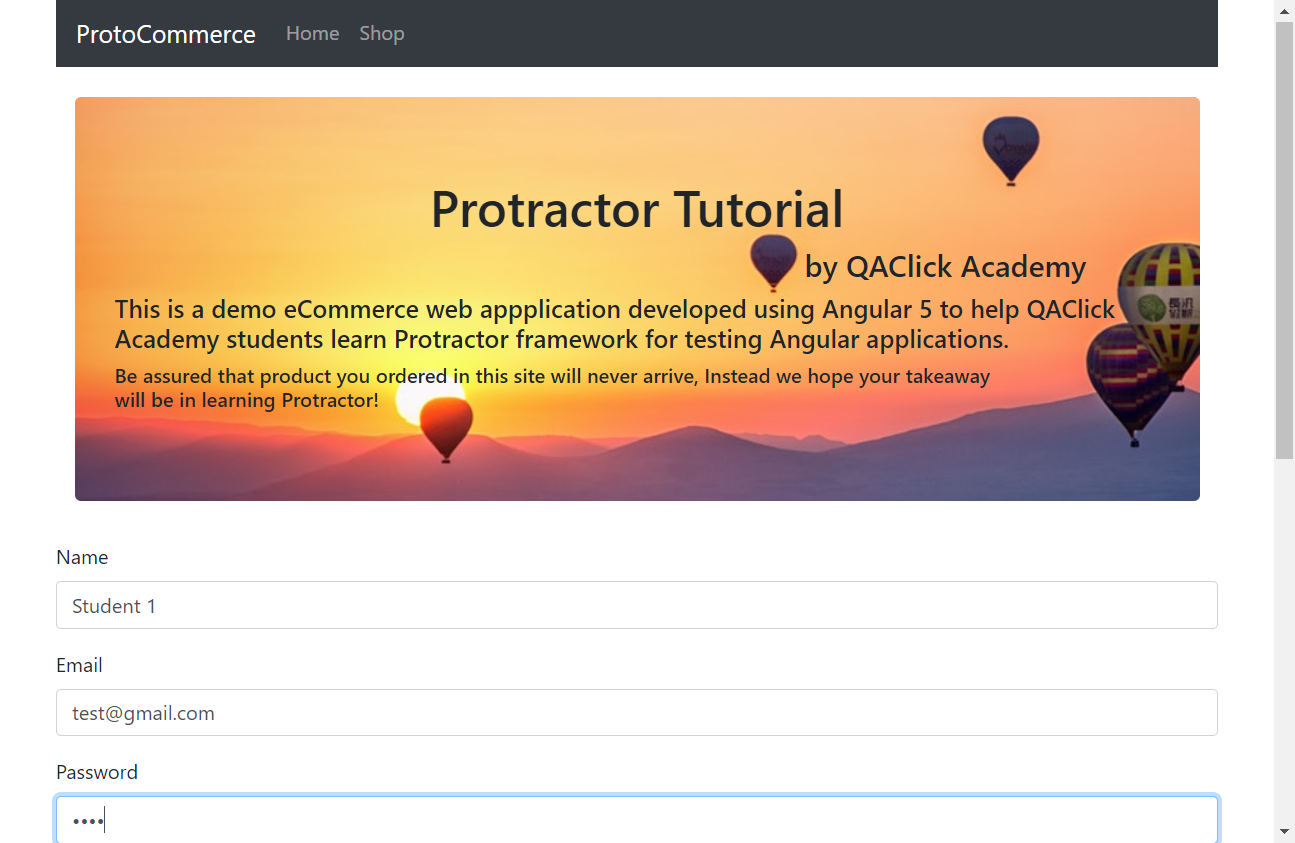 ProtoCommerce Home Shop
Protractor Tutorial
by QAClick Academy
This is a demo eCommerce web appplication developed using Angular 5 to help QAClick
Academy students learn Protractor framework for testing Angular applications.
Be assured that product you ordered in this site will never arrive, Instead we hope your takeaway
will be in learning Protractor!
Name
Student 1
Email
test@gmail.com
Password
••••